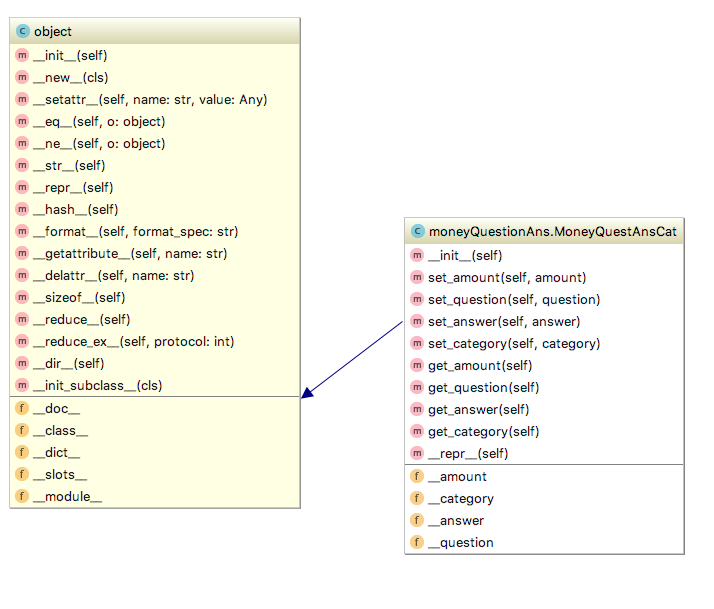 object
__init__(self)
__new__(cls)
__setattr__(self, name: str, value: Any)
__eq__(self, o: object)
__ne__(self, o: object)
__str__(self)
__repr__(self)
__hash__(self)
__format__(self, format_spec: str)
__getattribute__(self, name: str)
__delattr__(self, name: str)
__sizeof__(self)
__reduce__(self)
__reduce_ex__(self, protocol: int)
__dir__(self)
__init_subclass__(cls)
__doc__
__class__
__dict__
__slots__
__module__
moneyQuestionAns.MoneyQuestAnsCat
__init__(self)
set_amount(self, amount)
set_question(self, question)
set_answer(self, answer)
set_category(self, category)
get_amount(self)
get_question(self)
get_answer(self)
get_category(self)
__repr__(self)
__amount
__category
__answer
__question